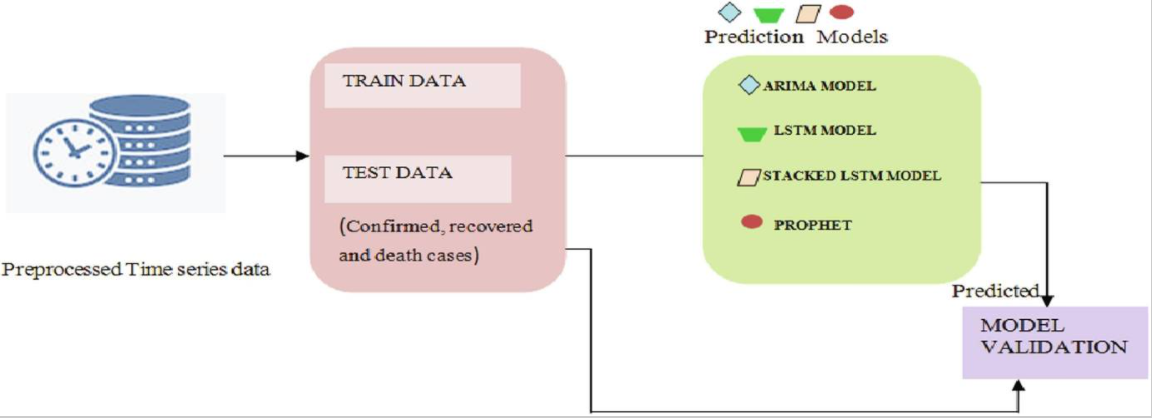 Prediction Models
TRAIN DATA
TEST DATA
(Confirmed, recovered
and death cases)
Preprocessed Time series data
ARIMA MODEL
LSTM MODEL
STACKED LSTM MODEL
PROPHET
Predicted
MODEL
VALIDATION